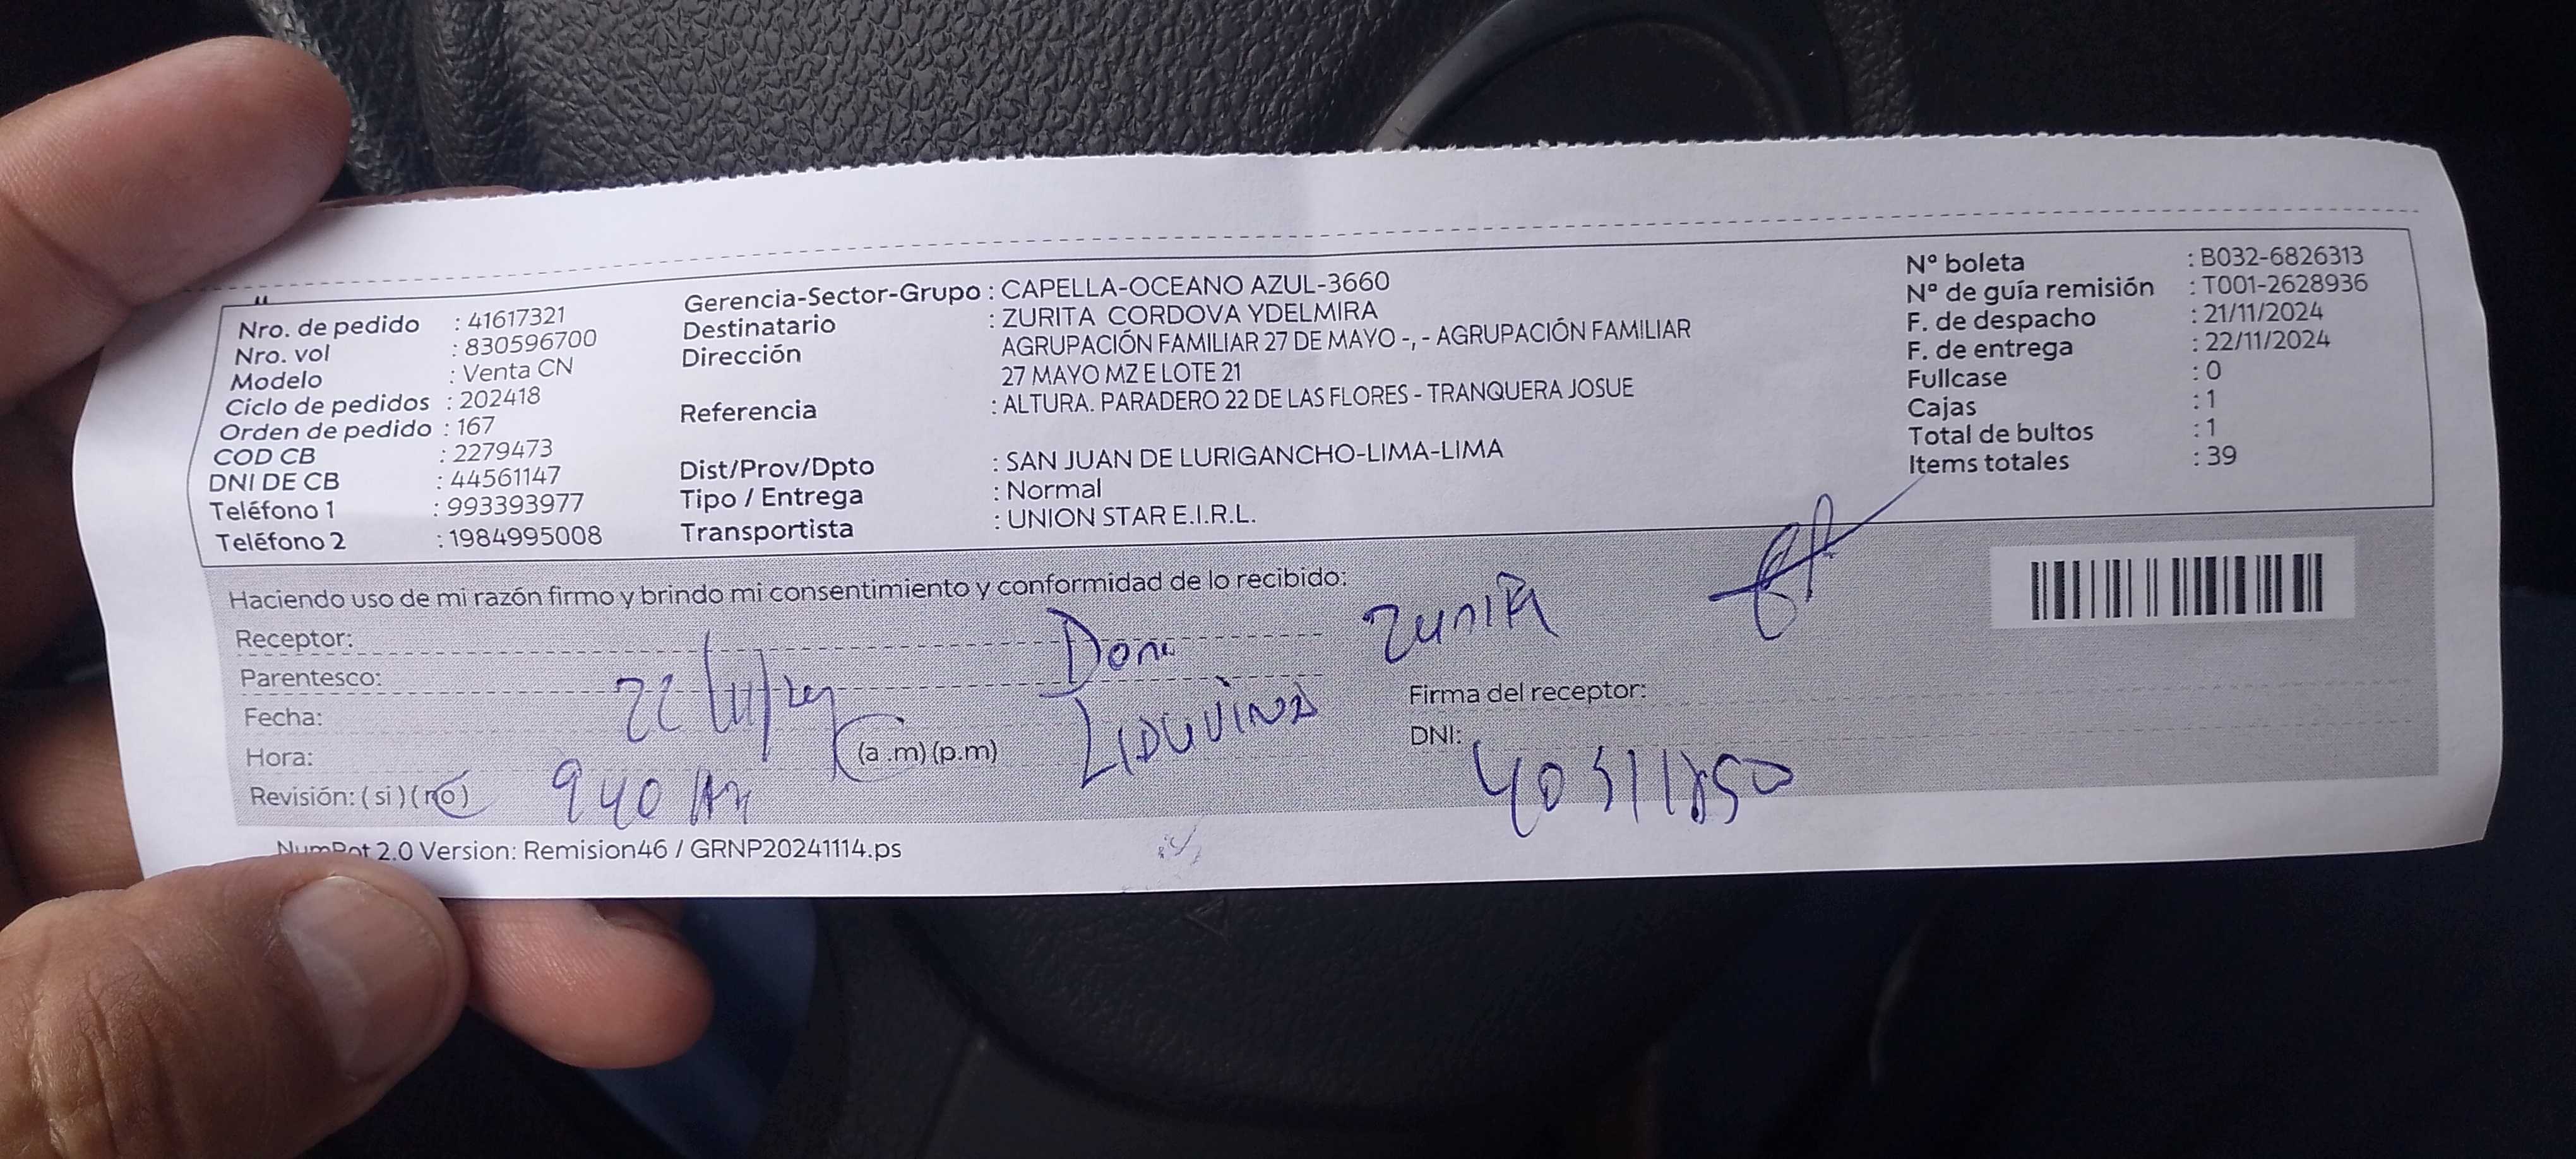 Nro. de pedido : 41617321
Nro. vol : 830596700
Modelo : Venta CN
Ciclo de pedidos : 202418
Orden de pedido : 167
COD CB : 2279473
DNI DE CB : 44561147
Teléfono 1 : 993393977
Teléfono 2 : 1984995008
Gerencia-Sector-Grupo : CAPELLA-OCEANO AZUL-3660
Destinatario : ZURITA CORDOVA YDELMIRA
Dirección AGRUPACIÓN FAMILIAR 27 DE MAYO -, - AGRUPACIÓN FAMILIAR
27 MAYO MZ E LOTE 21
Referencia : ALTURA. PARADERO 22 DE LAS FLORES - TRANQUERA JOSUE
Dist/Prov/Dpto : SAN JUAN DE LURIGANCHO-LIMA-LIMA
Tipo / Entrega : Normal
Transportista : UNION STAR E.I.R.L.
Nº boleta : B032-6826313
Nº de guía remisión : T001-2628936
F. de despacho : 21/11/2024
F. de entrega : 22/11/2024
Fullcase : 0
Cajas : 1
Total de bultos : 1
Items totales : 39
Haciendo uso de mi razón firmo y brindo mi consentimiento y conformidad de lo recibido:
Receptor:
Parentesco:
Fecha: 22/11/24
Hora: (a .m) (p.m)
Revisión: ( si ) ( no ) 940 AM
LIDUVINA
Firma del receptor:
DNI:
NumPot 2.0 Version: Remision46 / GRNP20241114.ps